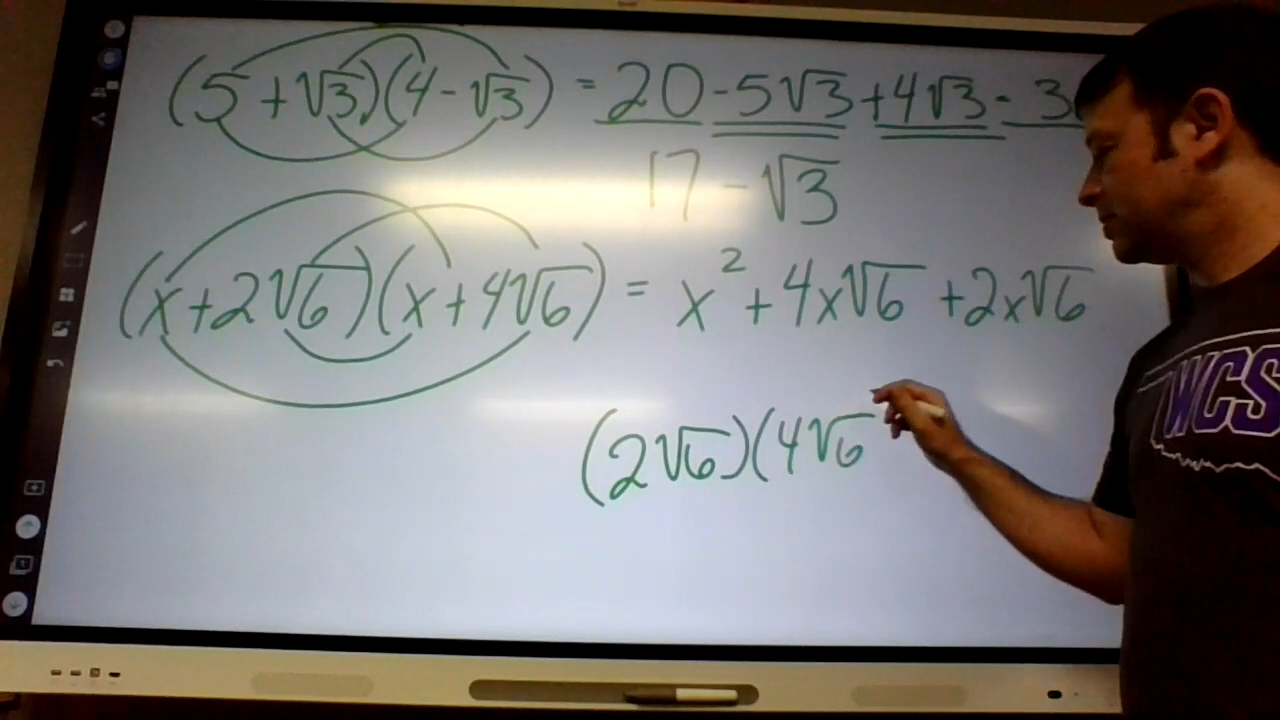 (5+√3)(4-√3) = 20-5√3+4√3-3
17-√3
(x+2√6)(x+4√6) = x²+4x√6+2x√6
(2√6)(4√6
WCS